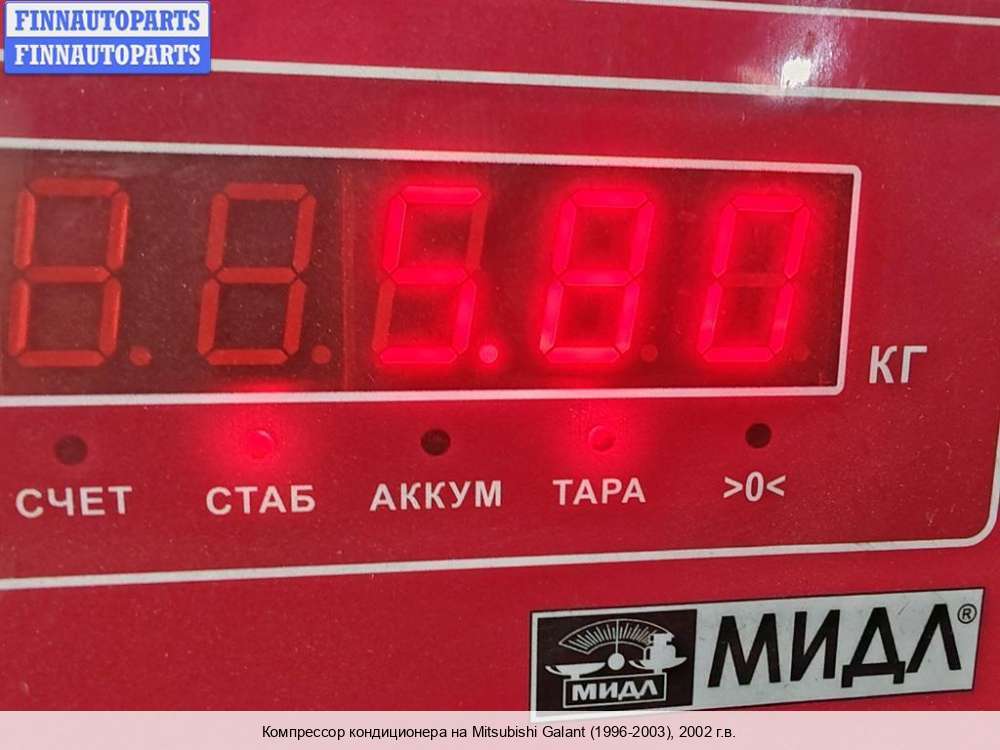 FINNAUTOPARTS
FINNAUTOPARTS
5.80
КГ
СЧЕТ СТАБ АККУМ ТАРА >0<
МИДЛ МИДЛ®
Компрессор кондиционера на Mitsubishi Galant (1996-2003), 2002 г.в.